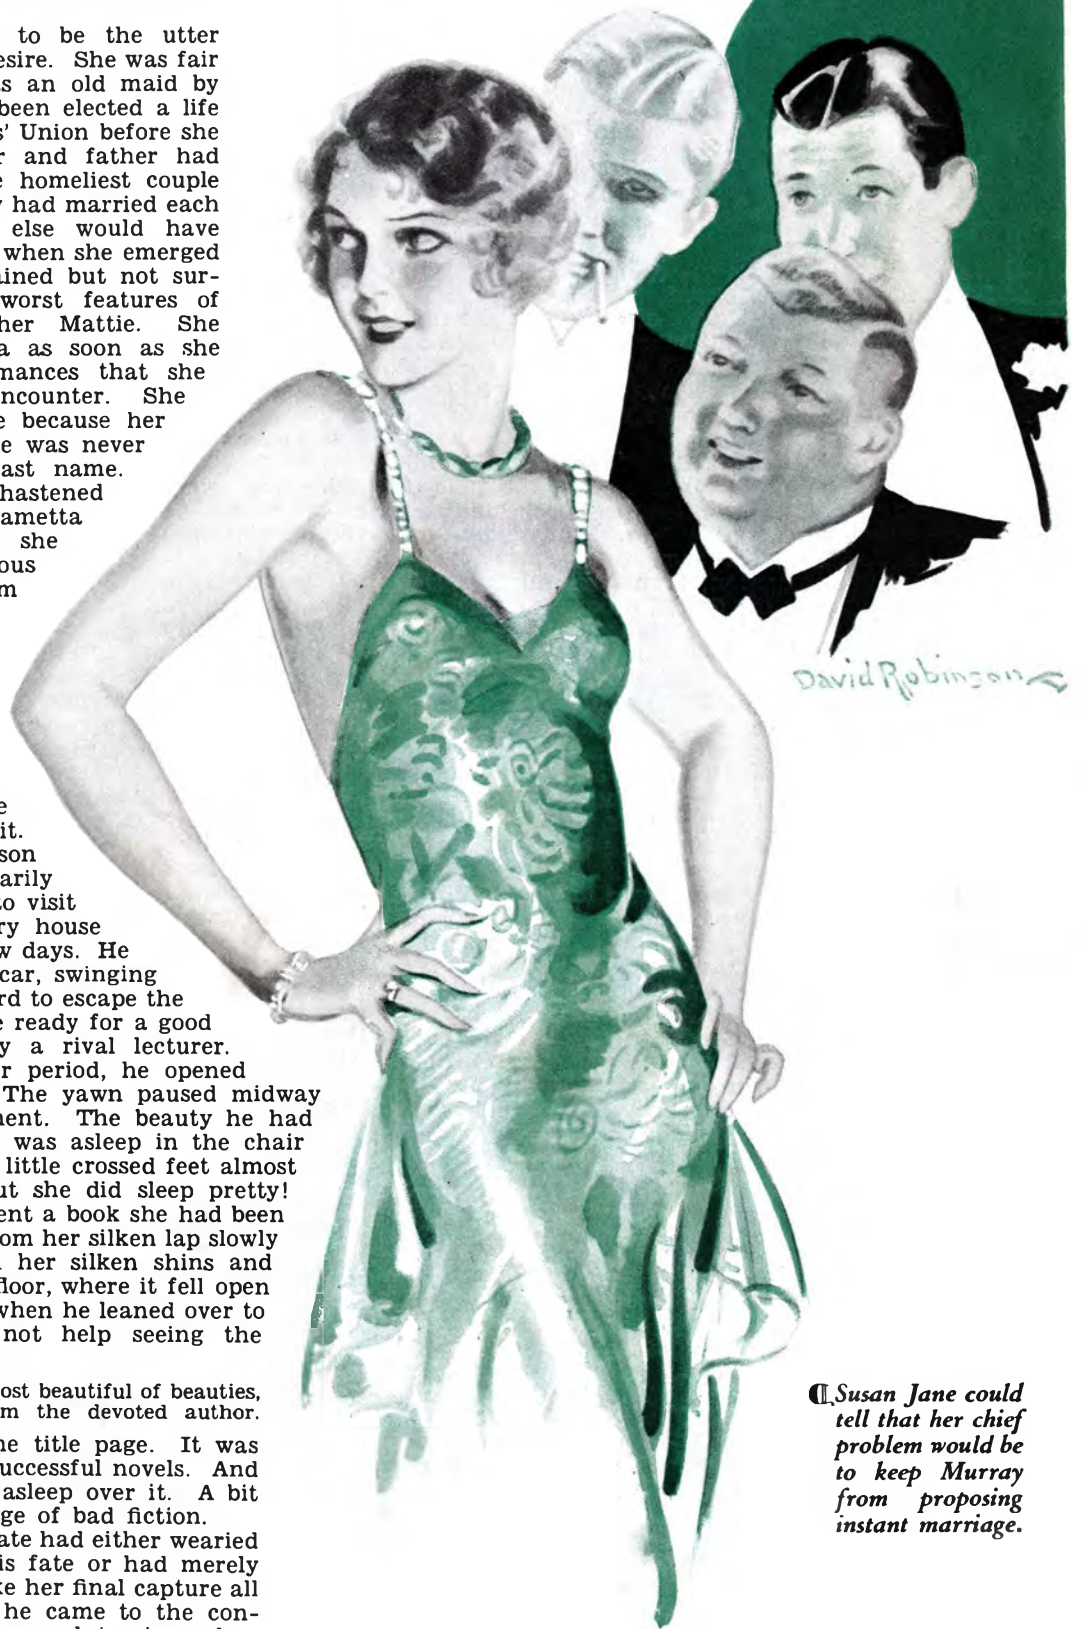 to be the utter
esire. She was fair
s an old maid by
been elected a life
s' Union before she
r and father had
e homeliest couple
y had married each
else would have
when she emerged
ained but not sur-
worst features of
her Mattie. She
a as soon as she
mances that she
ncounter. She
e because her
e was never
ast name.
hastened
ametta
she
ous
m
e
it.
son
arily
to visit
ry house
w days. He
car, swinging
rd to escape the
e ready for a good
y a rival lecturer.
r period, he opened
The yawn paused midway
nent. The beauty he had
was asleep in the chair
little crossed feet almost
ut she did sleep pretty!
ent a book she had been
om her silken lap slowly
her silken shins and
floor, where it fell open
when he leaned over to
not help seeing the
ost beautiful of beauties,
m the devoted author.
ne title page. It was
uccessful novels. And
asleep over it. A bit
ge of bad fiction.
ate had either wearied
is fate or had merely
ke her final capture all
he came to the con-
David Robinson
Susan Jane could
tell that her chief
problem would be
to keep Murray
from proposing
instant marriage.